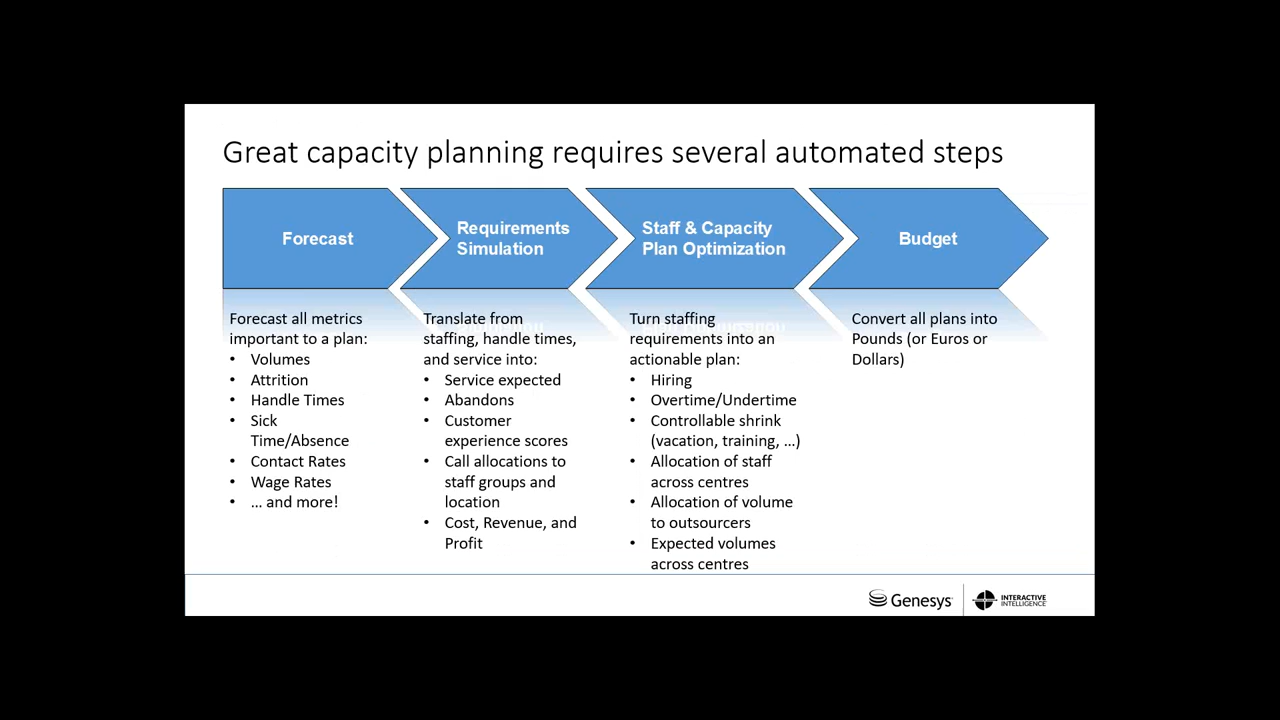 Great capacity planning requires several automated steps
Forecast
Requirements
Simulation
Staff & Capacity
Plan Optimization
Budget
Forecast all metrics
important to a plan:
• Volumes
• Attrition
• Handle Times
• Sick
Time/Absence
• Contact Rates
• Wage Rates
• ... and more!
Translate from
staffing, handle times,
and service into:
• Service expected
• Abandons
• Customer
experience scores
• Call allocations to
staff groups and
location
• Cost, Revenue, and
Profit
Turn staffing
requirements into an
actionable plan:
• Hiring
• Overtime/Undertime
• Controllable shrink
(vacation, training, ...)
• Allocation of staff
across centres
• Allocation of volume
to outsourcers
• Expected volumes
across centres
Convert all plans into
Pounds (or Euros or
Dollars)
Genesys
INTERACTIVE
INTELLIGENCE